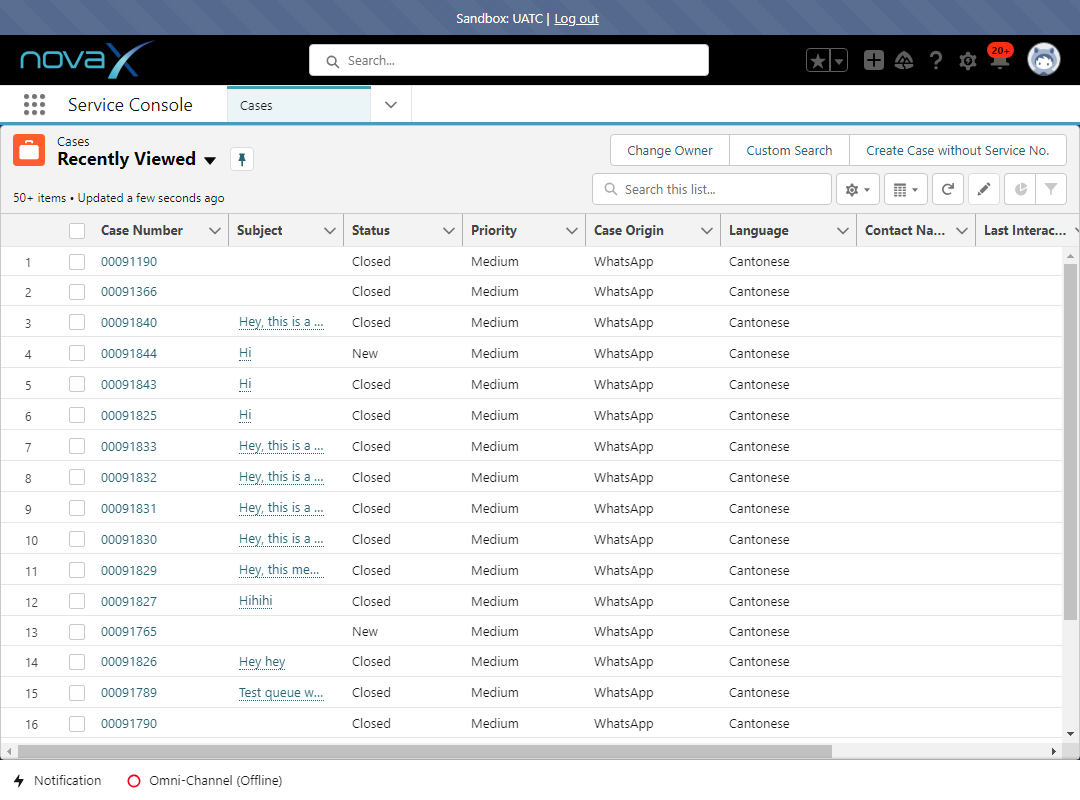 Sandbox: UATC | Log out
novaX
Search...
20+
Service Console
Cases
Cases
Recently Viewed
Change Owner
Custom Search
Create Case without Service No.
50+ items • Updated a few seconds ago
Search this list...
Case Number Subject Status Priority Case Origin Language Contact Na... Last Interac...
1 00091190 Closed Medium WhatsApp Cantonese
2 00091366 Closed Medium WhatsApp Cantonese
3 00091840 Hey, this is a ... Closed Medium WhatsApp Cantonese
4 00091844 Hi New Medium WhatsApp Cantonese
5 00091843 Hi Closed Medium WhatsApp Cantonese
6 00091825 Hi Closed Medium WhatsApp Cantonese
7 00091833 Hey, this is a ... Closed Medium WhatsApp Cantonese
8 00091832 Hey, this is a ... Closed Medium WhatsApp Cantonese
9 00091831 Hey, this is a ... Closed Medium WhatsApp Cantonese
10 00091830 Hey, this is a ... Closed Medium WhatsApp Cantonese
11 00091829 Hey, this me... Closed Medium WhatsApp Cantonese
12 00091827 Hihihi Closed Medium WhatsApp Cantonese
13 00091765 New Medium WhatsApp Cantonese
14 00091826 Hey hey Closed Medium WhatsApp Cantonese
15 00091789 Test queue w... Closed Medium WhatsApp Cantonese
16 00091790 Closed Medium WhatsApp Cantonese
Notification
Omni-Channel (Offline)